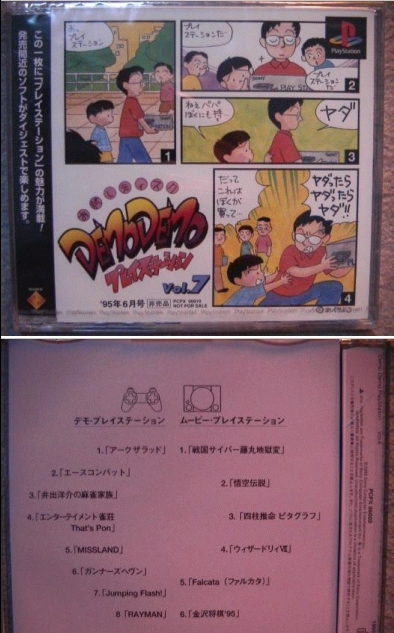 この一枚に「プレイステーション」の魅力が満載！
発売間近のソフトがダイジェストで楽しめます。
あ、プレイステーション
1
プレイステーションだ
プレイステーションだ
PlayStation
2
ねぇパパ
ヤダ
3
DEMODEMO
プレイステーション
Vol.7
'95年6月号
非売品
NOT FOR SALE
だって
これは
ぼくが
買って…
ヤダったら
ヤダったら
ヤダ!!
4
デモ・プレイステーション
1.「アークザラッド」
2.「エースコンバット」
3.「井出洋介の麻雀家族」
4.「エンターテイメント雀荘
That's Pon」
5.「MISSLAND」
6.「ガンナーズヘヴン」
7.「Jumping Flash!」
8「RAYMAN」
ムービー・プレイステーション
1.「戦国サイバー藤丸地獄変」
2.「悟空伝説」
3.「四柱推命 ピタグラフ」
4.「ウィザードリィVII」
5.「Falcata（ファルカタ）」
6.「金沢将棋'95」